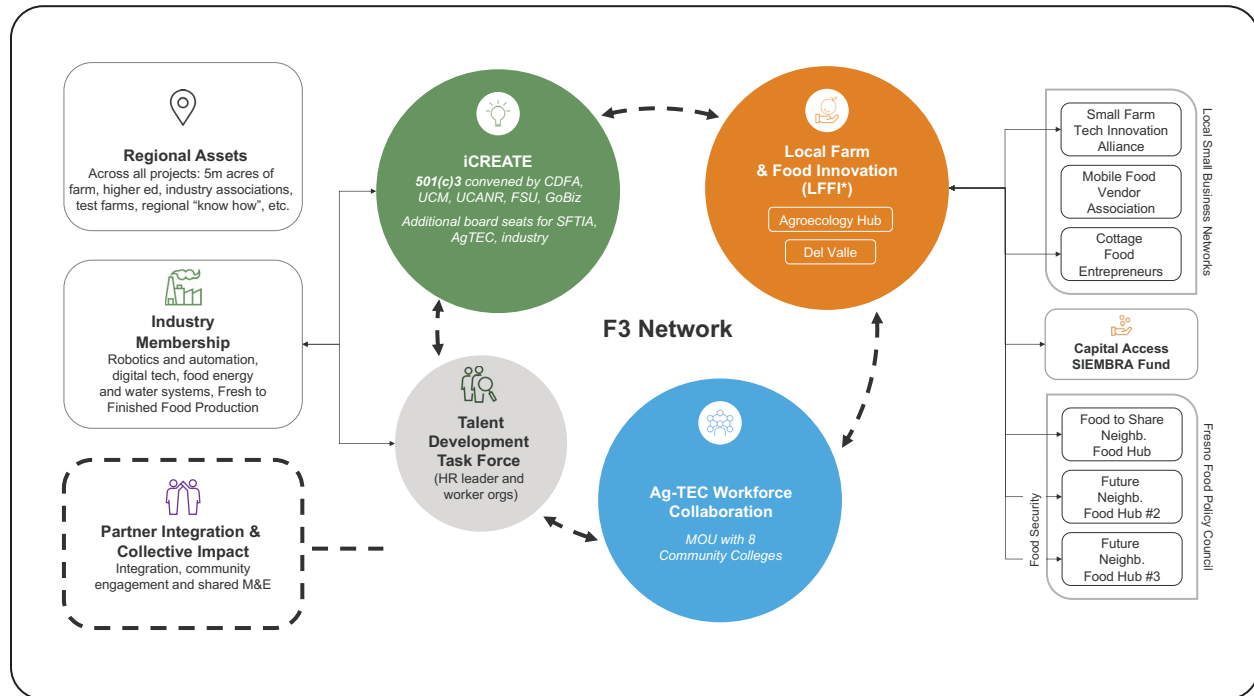 Regional Assets
Across all projects: 5m acres of
farm, higher ed, industry associations,
test farms, regional “know how”, etc.
Industry
Membership
Robotics and automation,
digital tech, food energy
and water systems, Fresh to
Finished Food Production
Partner Integration &
Collective Impact
Integration, community
engagement and shared M&E
iCREATE
501(c)3 convened by CDFA,
UCM, UCANR, FSU, GoBiz
Additional board seats for SFTIA,
AgTEC, industry
Local Farm
& Food Innovation
(LFFI*)
Agroecology Hub
Del Valle
F3 Network
Talent
Development
Task Force
(HR leader and
worker orgs)
Ag-TEC Workforce
Collaboration
MOU with 8
Community Colleges
Small Farm
Tech Innovation
Alliance
Mobile Food
Vendor
Association
Cottage
Food
Entrepreneurs
Local Small Business Networks
Capital Access
SIEMBRA Fund
Food to Share
Neighb.
Food Hub
Future
Neighb.
Food Hub #2
Future
Neighb.
Food Hub #3
Food Security
Fresno Food Policy Council